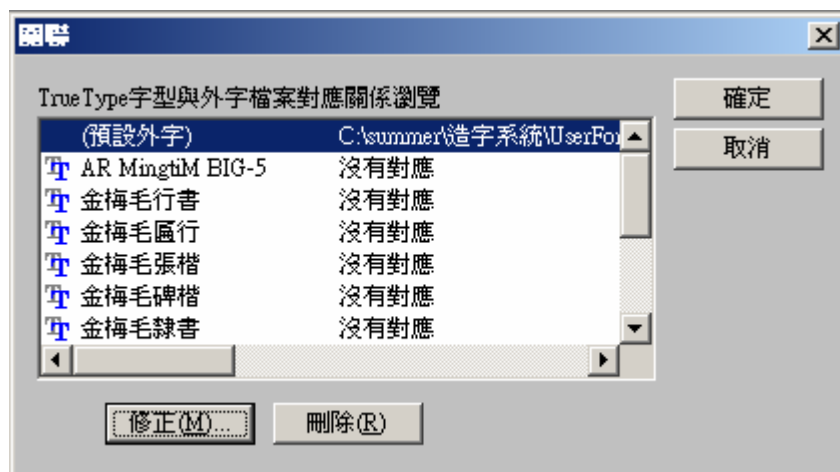 關聯
TrueType字型與外字檔案對應關係瀏覽
(預設外字) C:\summer\造字系統\UserFor
AR MingtiM BIG-5 沒有對應
金梅毛行書 沒有對應
金梅毛匾行 沒有對應
金梅毛張楷 沒有對應
金梅毛碑楷 沒有對應
金梅毛隸書 沒有對應
確定
取消
修正(M)... 刪除(R)